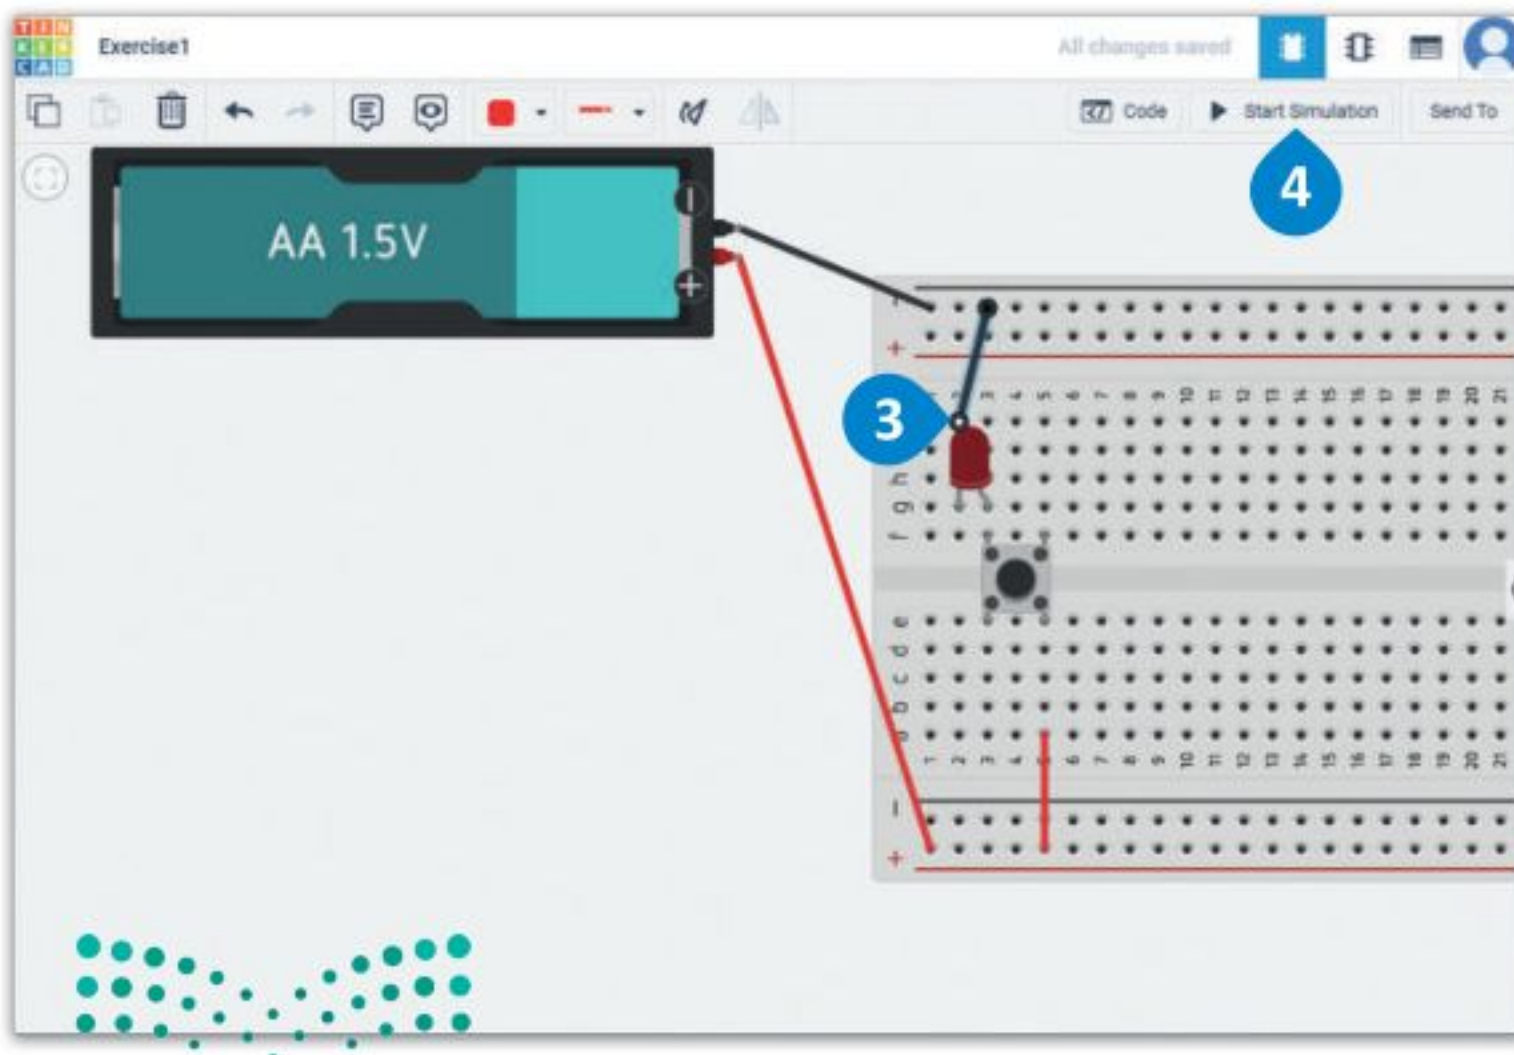 TIN
KER
CAD
Exercise1
All changes saved
Code
Start Simulation
Send To
4
AA 1.5V
3
- 
+
1 2 3 4 5 6 7 8 9 10 11 12 13 14 15 16 17 18 19 20 21
h
g
f
e
d
c
b
a
1 2 3 4 5 6 7 8 9 10 11 12 13 14 15 16 17 18 19 20 21
-
+